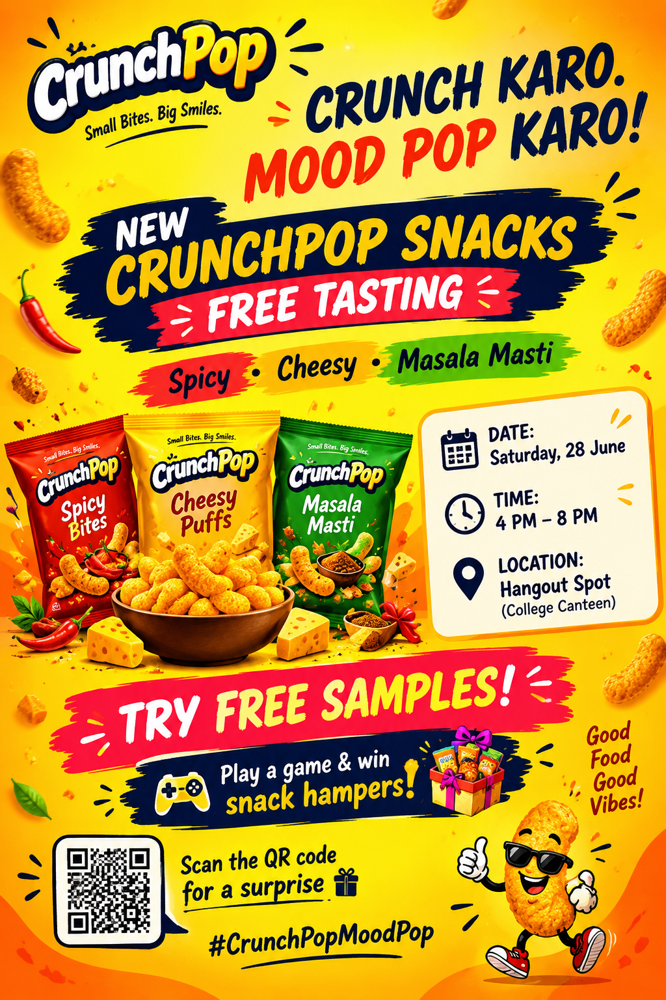 CrunchPop
Small Bites. Big Smiles.
CRUNCH KARO.
MOOD POP KARO!
NEW
CRUNCHPOP SNACKS
FREE TASTING
Spicy • Cheesy • Masala Masti
Small Bites. Big Smiles.
CrunchPop
Spicy
Bites
Small Bites. Big Smiles.
CrunchPop
Cheesy
Puffs
Small Bites. Big Smiles.
CrunchPop
Masala
Masti
DATE:
Saturday, 28 June
TIME:
4 PM – 8 PM
LOCATION:
Hangout Spot
(College Canteen)
TRY FREE SAMPLES!
Play a game & win
snack hampers!
Good
Food
Good
Vibes!
Scan the QR code
for a surprise
#CrunchPopMoodPop